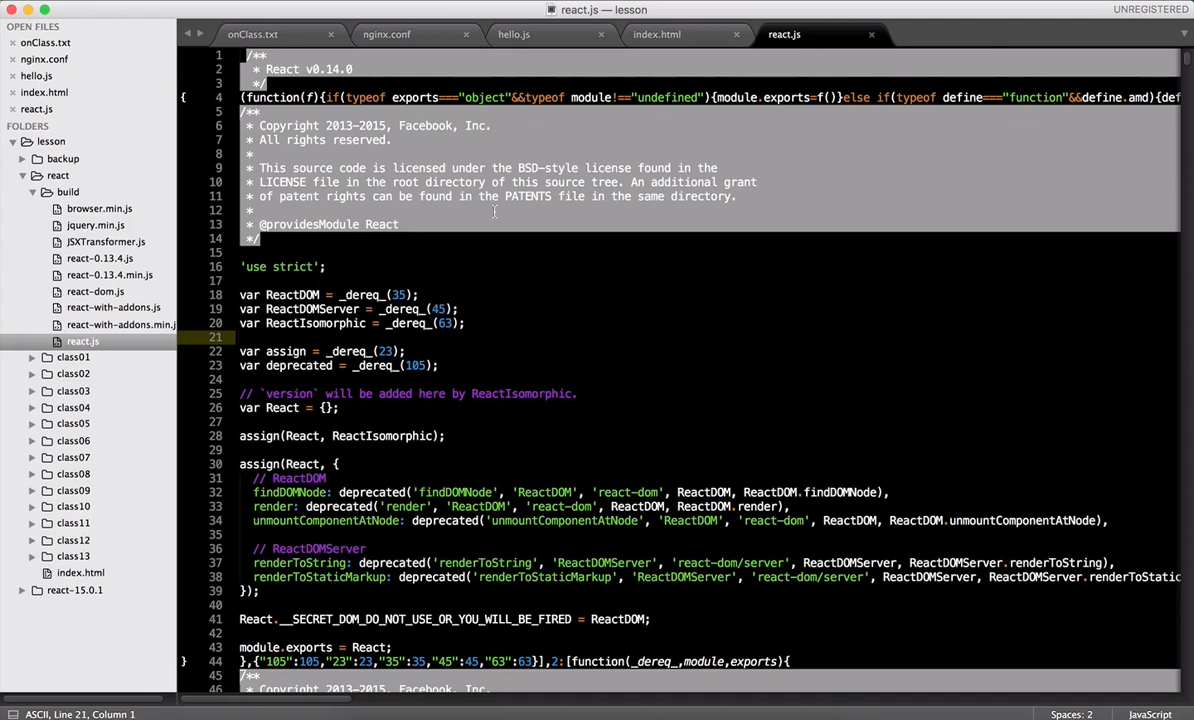 react.js — lesson
UNREGISTERED
OPEN FILES
onClass.txt
nginx.conf
hello.js
index.html
react.js
FOLDERS
lesson
backup
react
build
browser.min.js
jquery.min.js
JSXTransformer.js
react-0.13.4.js
react-0.13.4.min.js
react-dom.js
react-with-addons.js
react-with-addons.min.j
react.js
class01
class02
class03
class04
class05
class06
class07
class08
class09
class10
class11
class12
class13
index.html
react-15.0.1
onClass.txt
nginx.conf
hello.js
index.html
react.js
1 /**
2 * React v0.14.0
3 */
4 (function(f){if(typeof exports==="object"&&typeof module!=="undefined"){module.exports=f()}else if(typeof define==="function"&&define.amd){def
5 /**
6 * Copyright 2013-2015, Facebook, Inc.
7 * All rights reserved.
8 *
9 * This source code is licensed under the BSD-style license found in the
10 * LICENSE file in the root directory of this source tree. An additional grant
11 * of patent rights can be found in the PATENTS file in the same directory.
12 *
13 * @providesModule React
14 */
15
16 'use strict';
17
18 var ReactDOM = _dereq_(35);
19 var ReactDOMServer = _dereq_(45);
20 var ReactIsomorphic = _dereq_(63);
21
22 var assign = _dereq_(23);
23 var deprecated = _dereq_(105);
24
25 // `version` will be added here by ReactIsomorphic.
26 var React = {};
27
28 assign(React, ReactIsomorphic);
29
30 assign(React, {
31 // ReactDOM
32 findDOMNode: deprecated('findDOMNode', 'ReactDOM', 'react-dom', ReactDOM, ReactDOM.findDOMNode),
33 render: deprecated('render', 'ReactDOM', 'react-dom', ReactDOM, ReactDOM.render),
34 unmountComponentAtNode: deprecated('unmountComponentAtNode', 'ReactDOM', 'react-dom', ReactDOM, ReactDOM.unmountComponentAtNode),
35
36 // ReactDOMServer
37 renderToString: deprecated('renderToString', 'ReactDOMServer', 'react-dom/server', ReactDOMServer, ReactDOMServer.renderToString),
38 renderToStaticMarkup: deprecated('renderToStaticMarkup', 'ReactDOMServer', 'react-dom/server', ReactDOMServer, ReactDOMServer.renderToStatic
39 });
40
41 React.__SECRET_DOM_DO_NOT_USE_OR_YOU_WILL_BE_FIRED = ReactDOM;
42
43 module.exports = React;
44 },{"105":105,"23":23,"35":35,"45":45,"63":63}],2:[function(_dereq_,module,exports){
45 /**
46 * Copyright 2013-2015, Facebook, Inc.
ASCII, Line 21, Column 1
Spaces: 2
JavaScript